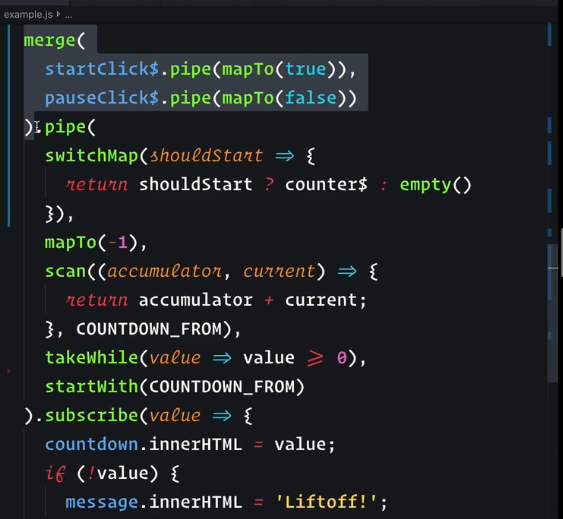 example.js › ...
merge(
  startClick$.pipe(mapTo(true)),
  pauseClick$.pipe(mapTo(false))
).pipe(
  switchMap(shouldStart => {
    return shouldStart ? counter$ : empty()
  }),
  mapTo(-1),
  scan((accumulator, current) => {
    return accumulator + current;
  }, COUNTDOWN_FROM),
  takeWhile(value => value >= 0),
  startWith(COUNTDOWN_FROM)
).subscribe(value => {
  countdown.innerHTML = value;
  if (!value) {
    message.innerHTML = 'Liftoff!';